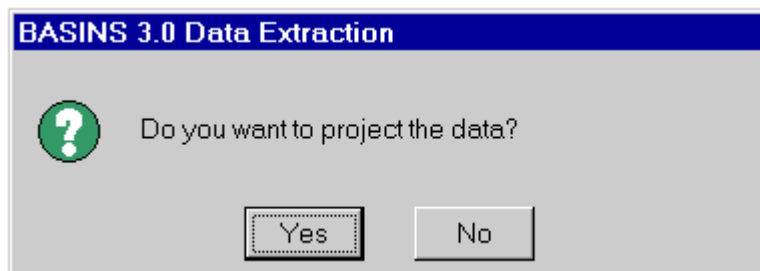 BASINS 3.0 Data Extraction
Do you want to project the data?
Yes No